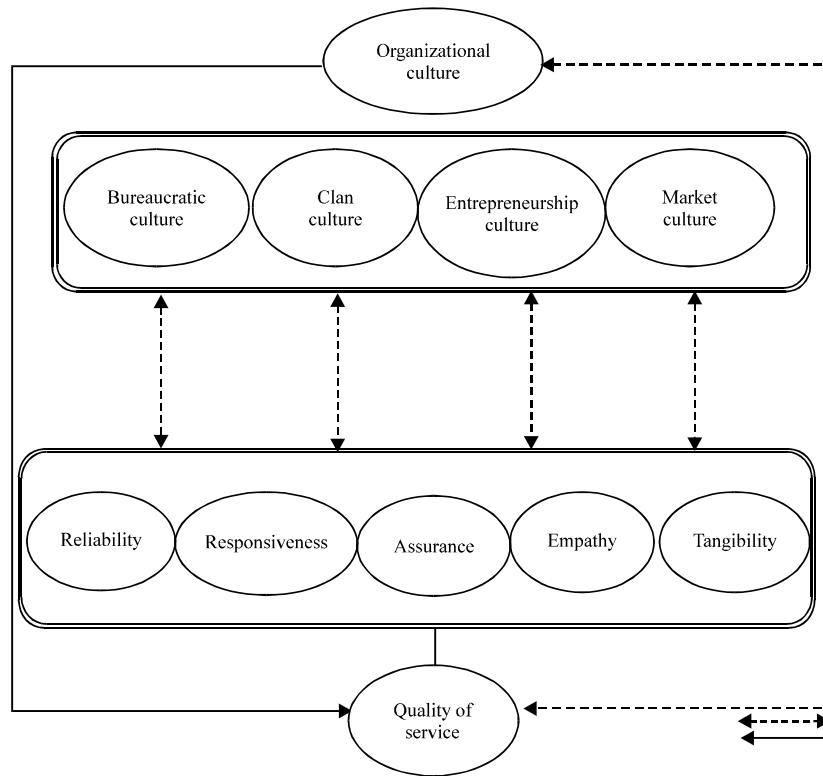 Organizational
culture
Bureaucratic
culture
Clan
culture
Entrepreneurship
culture
Market
culture
Reliability
Responsiveness
Assurance
Empathy
Tangibility
Quality of
service